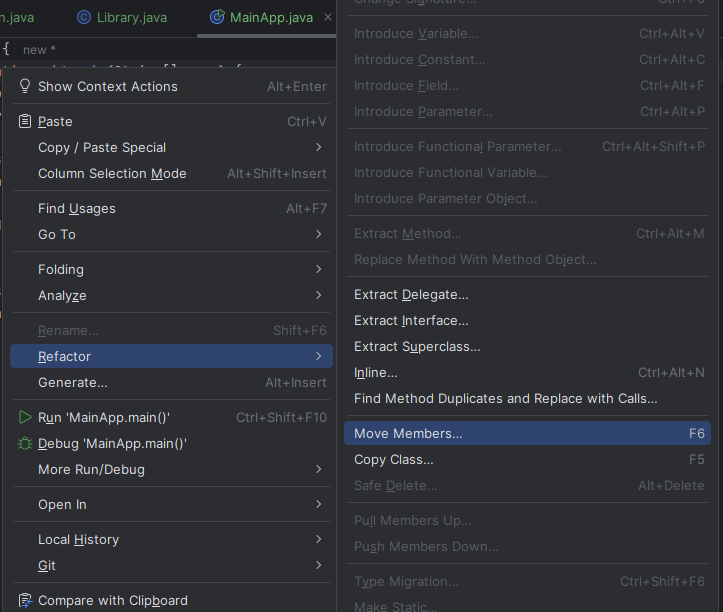 n.java
Library.java
MainApp.java
{ new *
Show Context Actions Alt+Enter
Paste Ctrl+V
Copy / Paste Special
Column Selection Mode Alt+Shift+Insert
Find Usages Alt+F7
Go To
Folding
Analyze
Rename... Shift+F6
Refactor
Generate... Alt+Insert
Run 'MainApp.main()' Ctrl+Shift+F10
Debug 'MainApp.main()'
More Run/Debug
Open In
Local History
Git
Compare with Clipboard
Change Signature... Ctrl+F6
Introduce Variable... Ctrl+Alt+V
Introduce Constant... Ctrl+Alt+C
Introduce Field... Ctrl+Alt+F
Introduce Parameter... Ctrl+Alt+P
Introduce Functional Parameter... Ctrl+Alt+Shift+P
Introduce Functional Variable...
Introduce Parameter Object...
Extract Method... Ctrl+Alt+M
Replace Method With Method Object...
Extract Delegate...
Extract Interface...
Extract Superclass...
Inline... Ctrl+Alt+N
Find Method Duplicates and Replace with Calls...
Move Members... F6
Copy Class... F5
Safe Delete... Alt+Delete
Pull Members Up...
Push Members Down...
Type Migration... Ctrl+Shift+F6
Make Static...